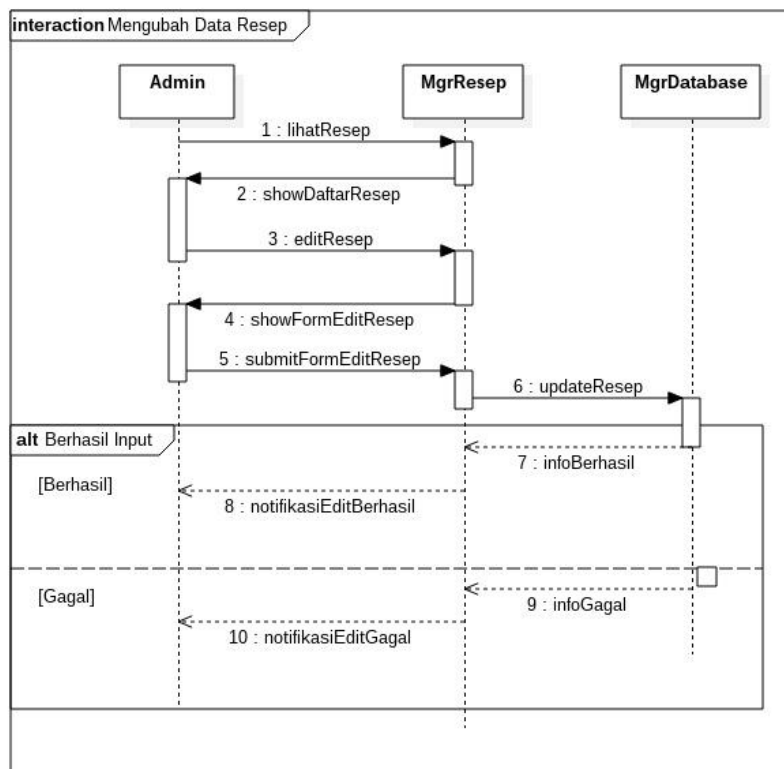 interaction Mengubah Data Resep
Admin
MgrResep
MgrDatabase
1 : lihatResep
2 : showDaftarResep
3 : editResep
4 : showFormEditResep
5 : submitFormEditResep
6 : updateResep
alt Berhasil Input
7 : infoBerhasil
[Berhasil]
8 : notifikasiEditBerhasil
[Gagal]
9 : infoGagal
10 : notifikasiEditGagal